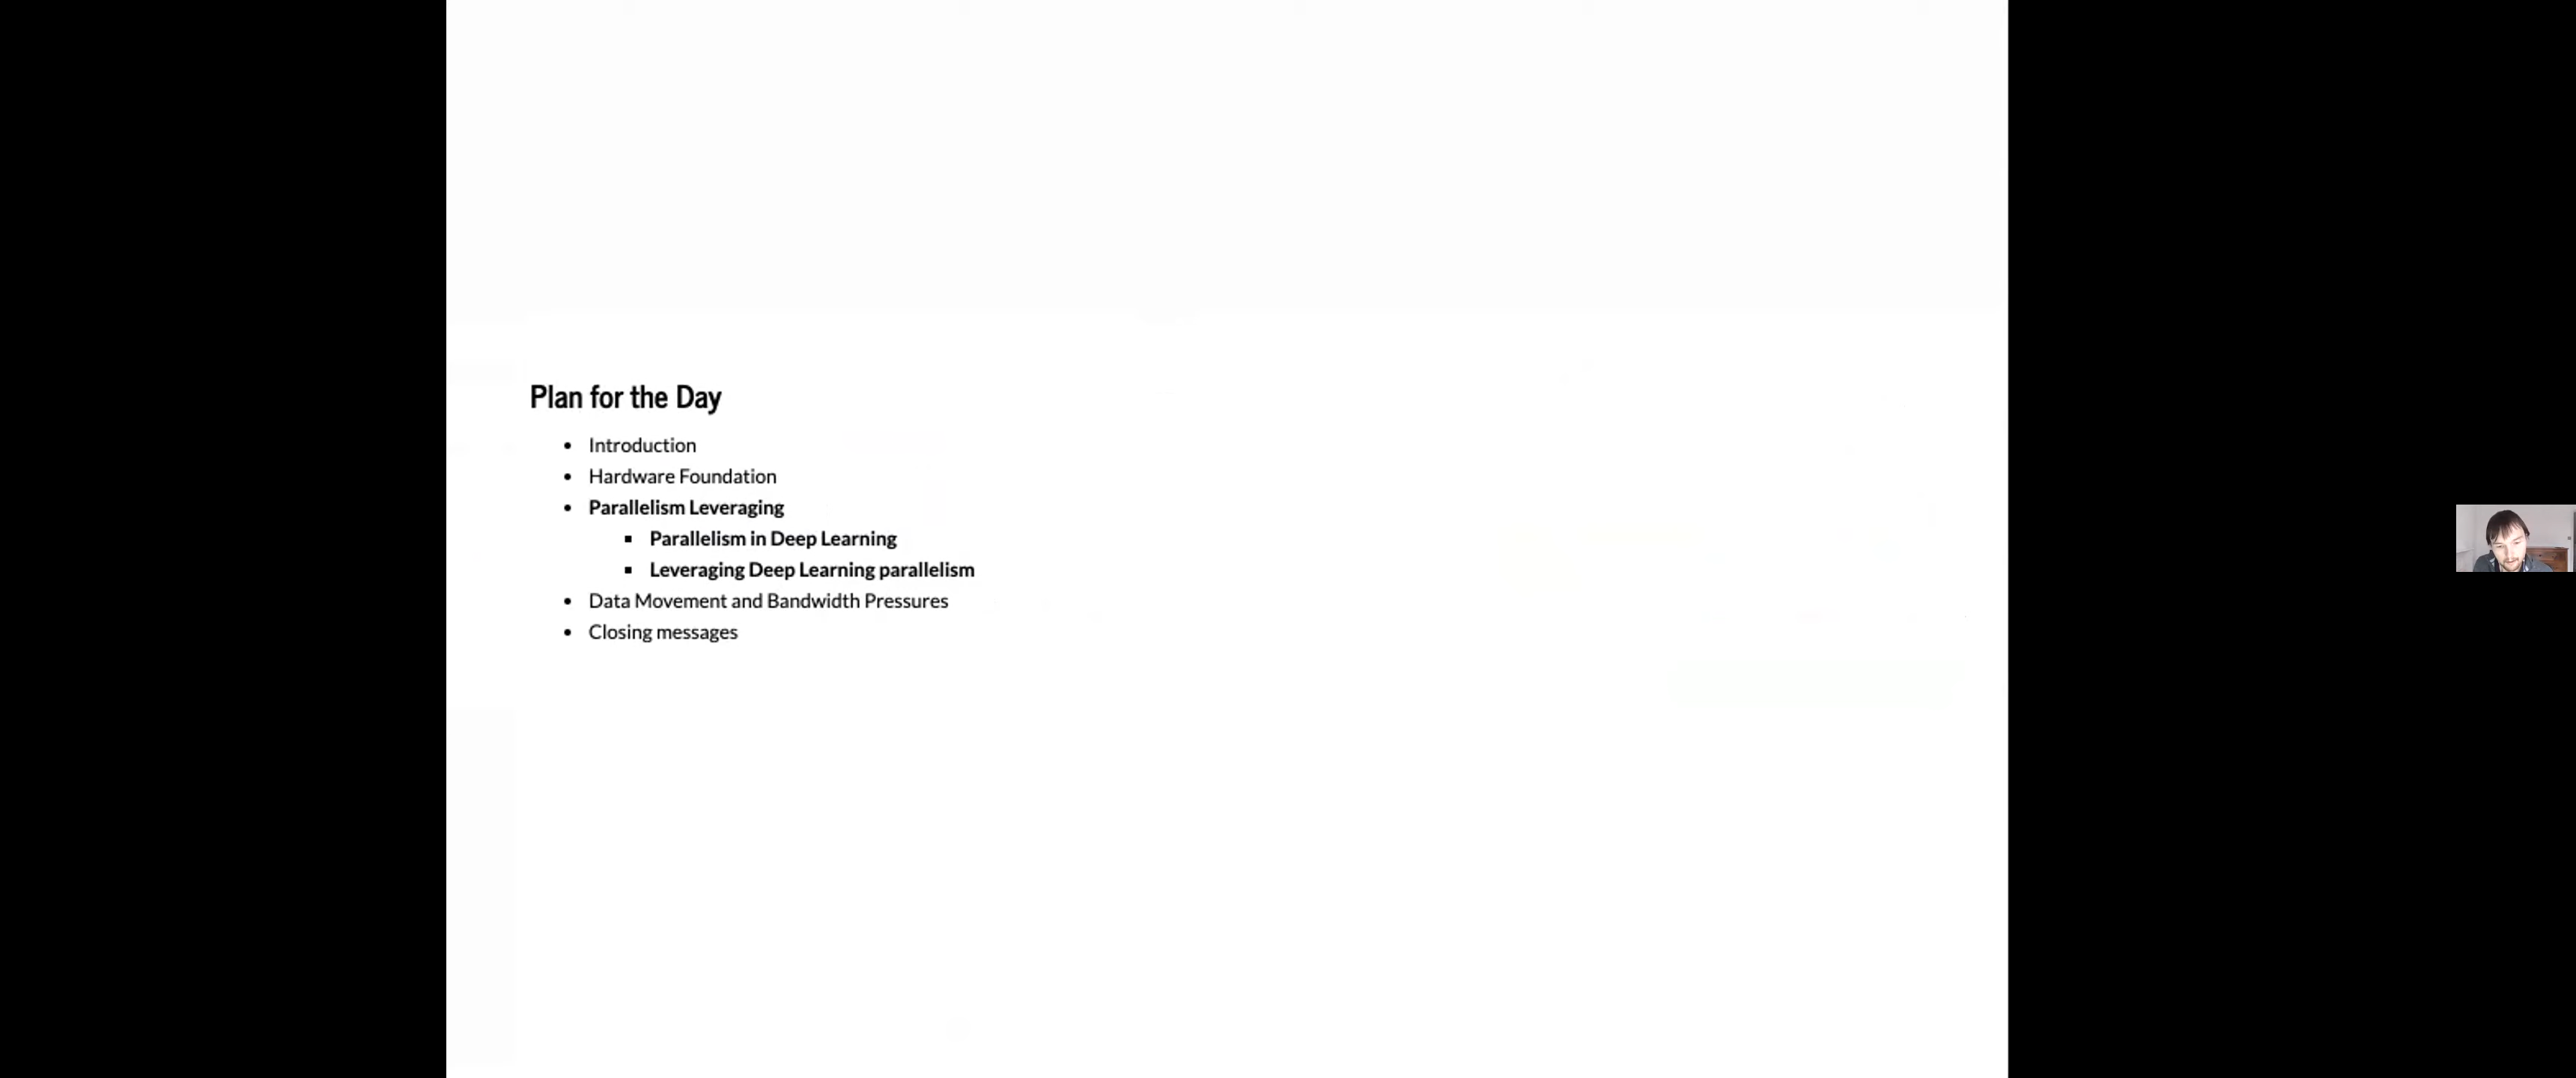 Plan for the Day
• Introduction
• Hardware Foundation
• Parallelism Leveraging
▪ Parallelism in Deep Learning
▪ Leveraging Deep Learning parallelism
• Data Movement and Bandwidth Pressures
• Closing messages